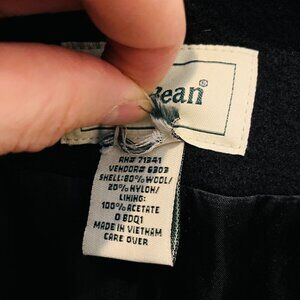 Bean®
RN# 71341
VENDOR# 6303
SHELL: 80% WOOL/
20% NYLON/
LINING:
100% ACETATE
0 BDQ1
MADE IN VIETNAM
CARE OVER